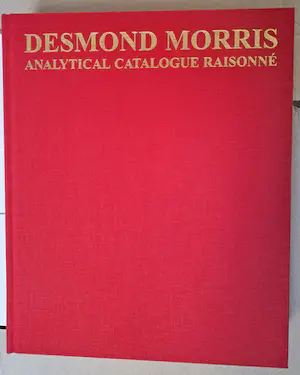 DESMOND MORRIS
ANALYTICAL CATALOGUE RAISONNÉ